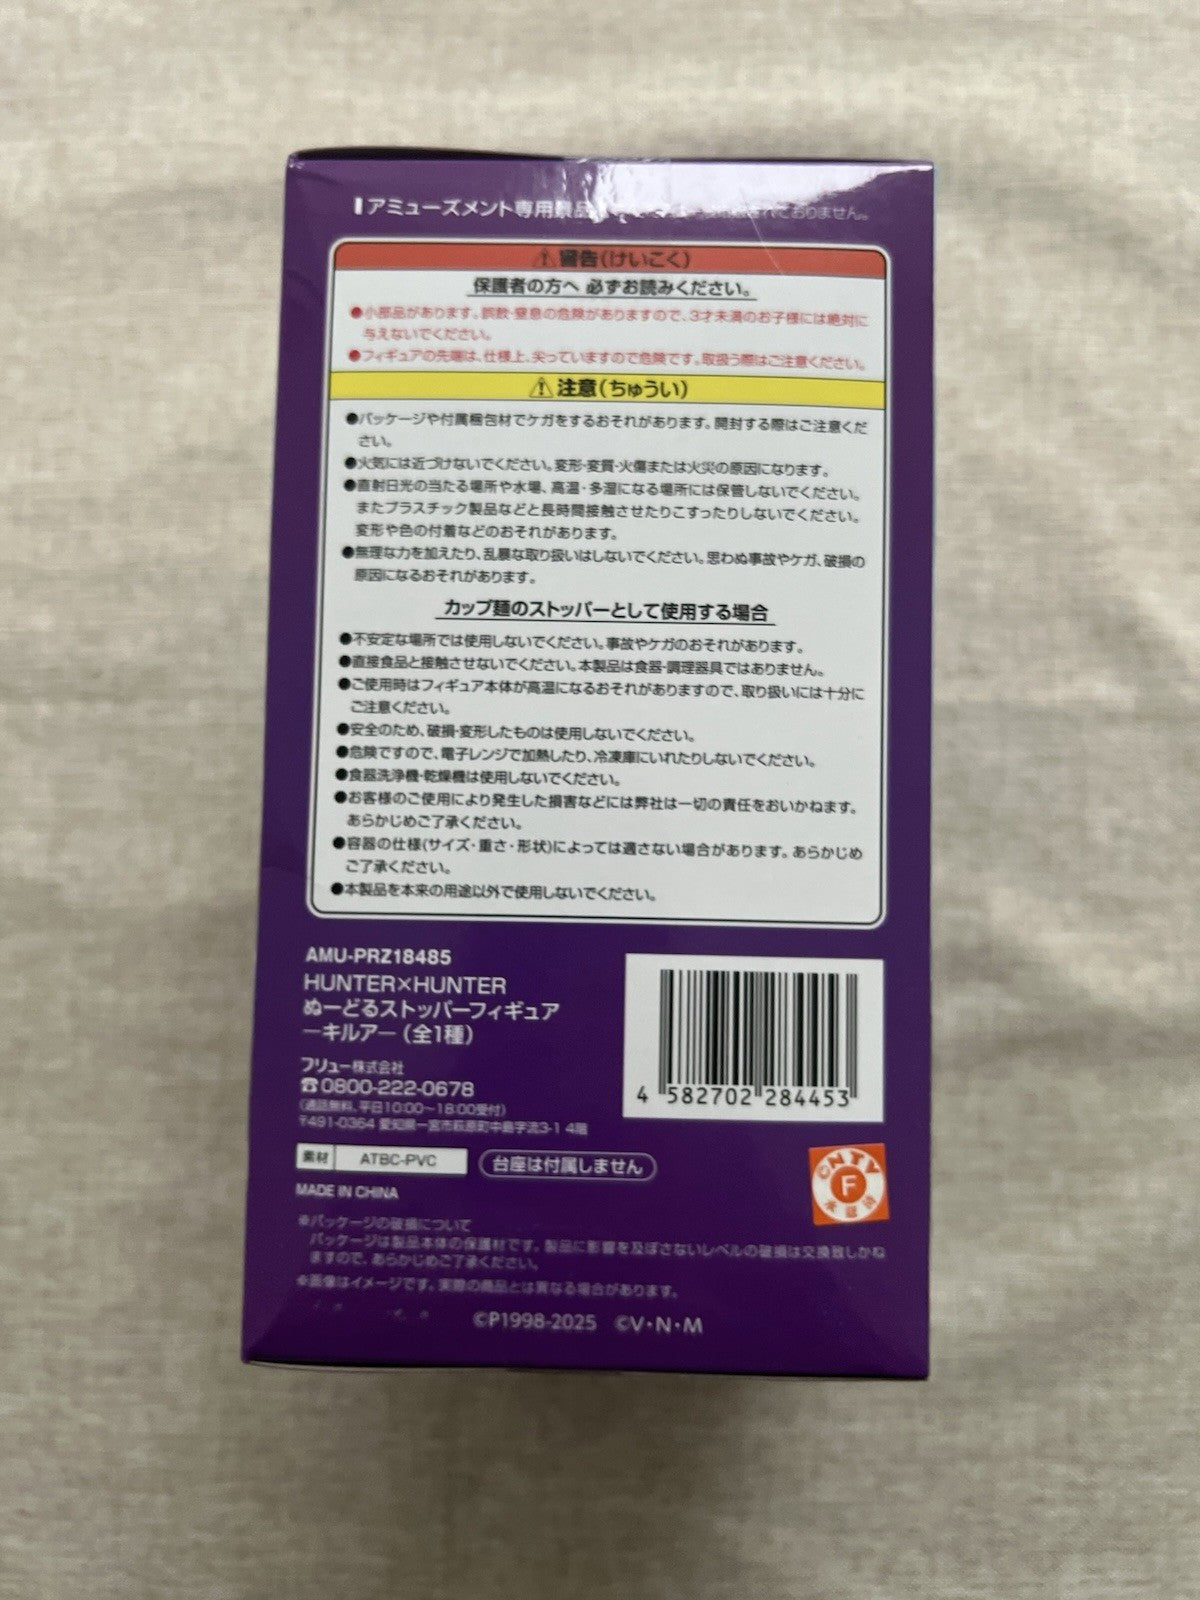 アミューズメント専用景品
ておりません。
⚠警告(けいこく)
保護者の方へ 必ずお読みください。
●小部品があります。誤飲・窒息の危険がありますので、3才未満のお子様には絶対に
与えないでください。
●フィギュアの先端は、仕様上、尖っていますので危険です。取扱う際はご注意ください。
⚠注意(ちゅうい)
●パッケージや付属梱包材でケガをするおそれがあります。開封する際はご注意くだ
さい。
●火気には近づけないでください。変形・変質・火傷または火災の原因になります。
●直射日光の当たる場所や水場、高温・多湿になる場所には保管しないでください。
またプラスチック製品などと長時間接触させたりこすったりしないでください。
変形や色の付着などのおそれがあります。
●無理な力を加えたり、乱暴な取り扱いはしないでください。思わぬ事故やケガ、破損の
原因になるおそれがあります。
カップ麺のストッパーとして使用する場合
●不安定な場所では使用しないでください。事故やケガのおそれがあります。
●直接食品と接触させないでください。本製品は食器・調理器具ではありません。
●ご使用時はフィギュア本体が高温になるおそれがありますので、取り扱いには十分に
ご注意ください。
●安全のため、破損・変形したものは使用しないでください。
●危険ですので、電子レンジで加熱したり、冷凍庫にいれたりしないでください。
●食器洗浄機・乾燥機は使用しないでください。
●お客様のご使用により発生した損害などには弊社は一切の責任をおいかねます。
あらかじめご了承ください。
●容器の仕様(サイズ・重さ・形状)によっては適さない場合があります。あらかじめ
ご了承ください。
●本製品を本来の用途以外で使用しないでください。
AMU-PRZ18485
HUNTER×HUNTER
ぬーどるストッパーフィギュア
―キルア―(全1種)
フリュー株式会社
☎0800-222-0678
(通話無料、平日10:00～18:00受付)
〒491-0364 愛知県一宮市萩原町中島字流3-1 4階
4 582702 284453
素材 ATBC-PVC
台座は付属しません
MADE IN CHINA
©NTV
F
承認済
※パッケージの破損について
パッケージは製品本体の保護材です。製品に影響を及ぼさないレベルの破損は交換致しかね
ますので、あらかじめご了承ください。
※画像はイメージです。実際の商品とは異なる場合があります。
©P1998-2025 ©V・N・M